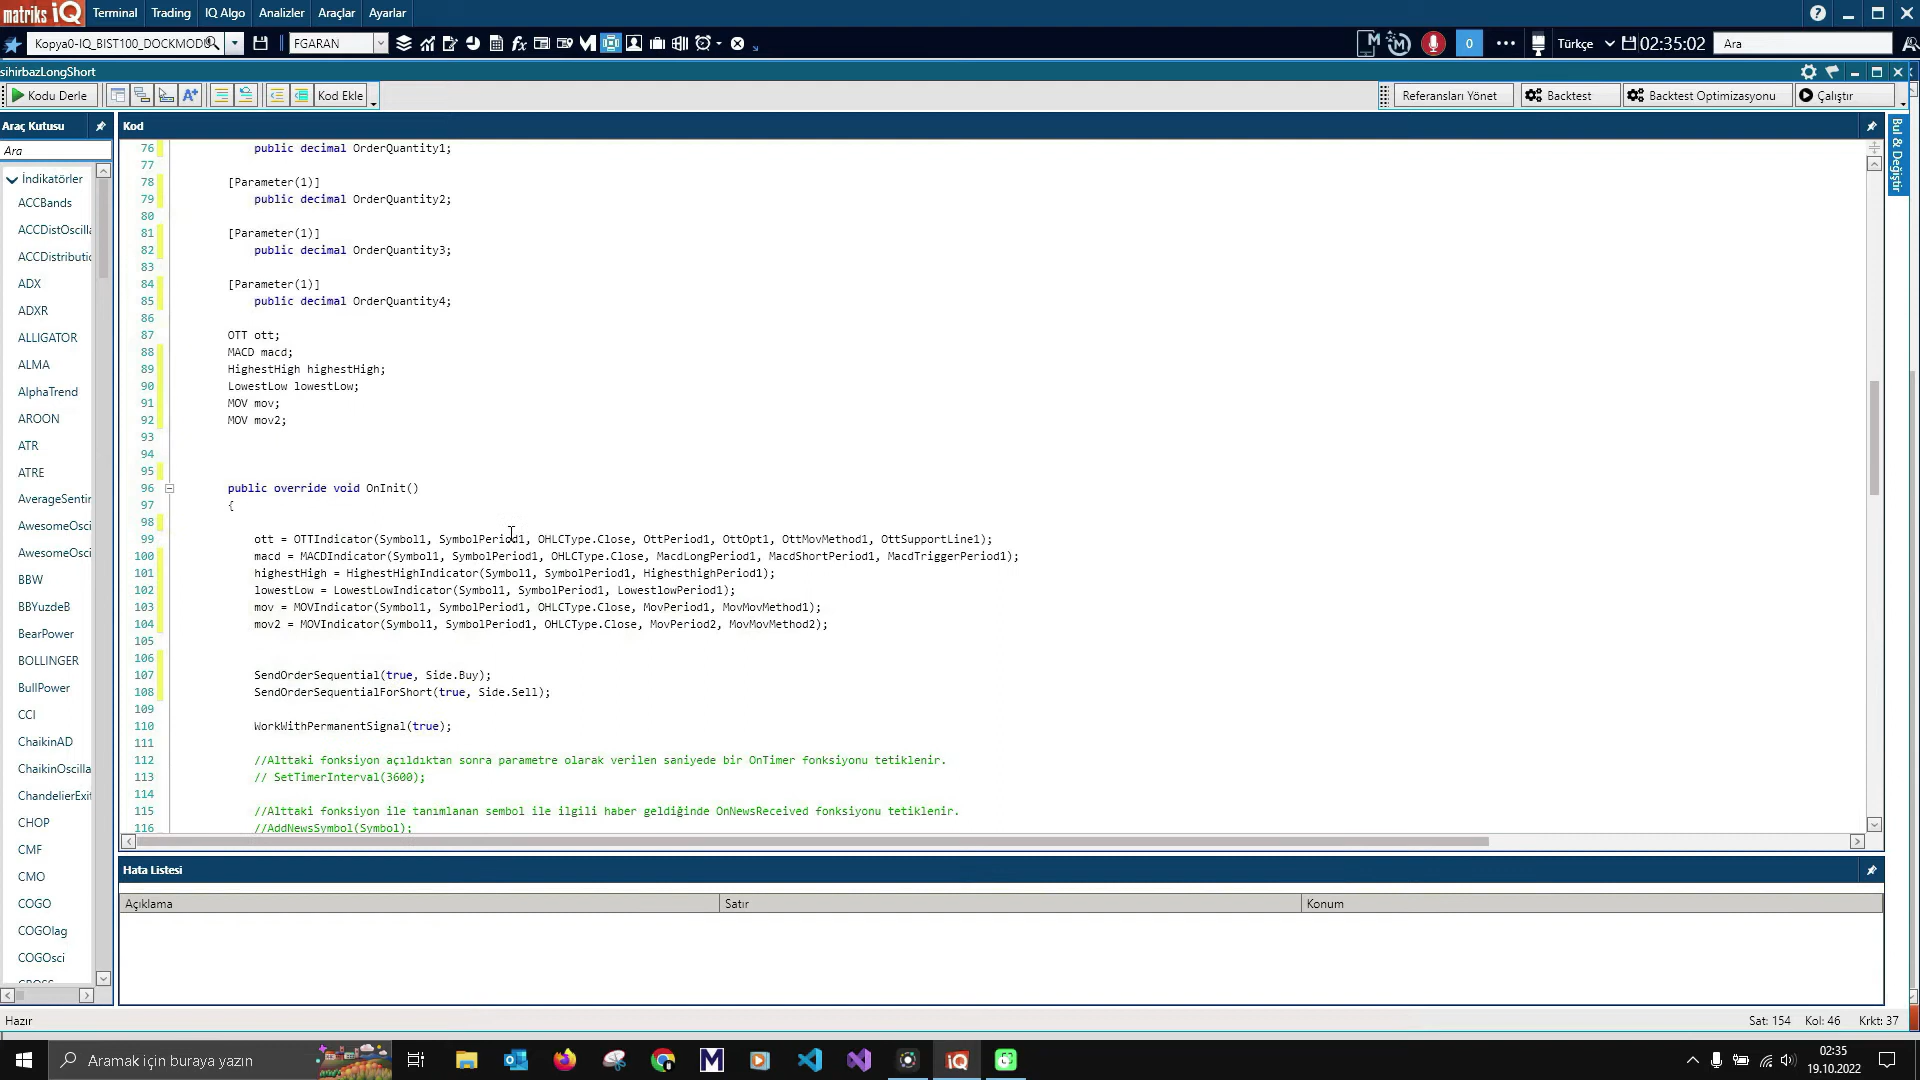 matriks iQ Terminal Trading IQ Algo Analizler Araçlar Ayarlar
Kopya0-IQ_BIST100_DOCKMOD FGARAN 0 Türkçe 02:35:02 Ara
sihirbazLongShort
Kodu Derle Kod Ekle Referansları Yönet Backtest Backtest Optimizasyonu Çalıştır
Araç Kutusu
Ara
İndikatörler
ACCBands
ACCDistOscilla
ACCDistributic
ADX
ADXR
ALLIGATOR
ALMA
AlphaTrend
AROON
ATR
ATRE
AverageSentin
AwesomeOsci
AwesomeOsci
BBW
BBYuzdeB
BearPower
BOLLINGER
BullPower
CCI
ChaikinAD
ChaikinOscilla
ChandelierExit
CHOP
CMF
CMO
COGO
COGOlag
COGOsci
Kod
76 public decimal OrderQuantity1;
77
78 [Parameter(1)]
79 public decimal OrderQuantity2;
80
81 [Parameter(1)]
82 public decimal OrderQuantity3;
83
84 [Parameter(1)]
85 public decimal OrderQuantity4;
86
87 OTT ott;
88 MACD macd;
89 HighestHigh highestHigh;
90 LowestLow lowestLow;
91 MOV mov;
92 MOV mov2;
93
94
95
96 public override void OnInit()
97 {
98
99 ott = OTTIndicator(Symbol1, SymbolPeriod1, OHLCType.Close, OttPeriod1, OttOpt1, OttMovMethod1, OttSupportLine1);
100 macd = MACDIndicator(Symbol1, SymbolPeriod1, OHLCType.Close, MacdLongPeriod1, MacdShortPeriod1, MacdTriggerPeriod1);
101 highestHigh = HighestHighIndicator(Symbol1, SymbolPeriod1, HighesthighPeriod1);
102 lowestLow = LowestLowIndicator(Symbol1, SymbolPeriod1, LowestlowPeriod1);
103 mov = MOVIndicator(Symbol1, SymbolPeriod1, OHLCType.Close, MovPeriod1, MovMovMethod1);
104 mov2 = MOVIndicator(Symbol1, SymbolPeriod1, OHLCType.Close, MovPeriod2, MovMovMethod2);
105
106
107 SendOrderSequential(true, Side.Buy);
108 SendOrderSequentialForShort(true, Side.Sell);
109
110 WorkWithPermanentSignal(true);
111
112 //Alttaki fonksiyon açıldıktan sonra parametre olarak verilen saniyede bir OnTimer fonksiyonu tetiklenir.
113 // SetTimerInterval(3600);
114
115 //Alttaki fonksiyon ile tanımlanan sembol ile ilgili haber geldiğinde OnNewsReceived fonksiyonu tetiklenir.
116 //AddNewsSymbol(Symbol);
Bul & Değiştir
Hata Listesi
Açıklama Satır Konum
Hazır Sat: 154 Kol: 46 Krkt: 37
Aramak için buraya yazın
02:35
19.10.2022